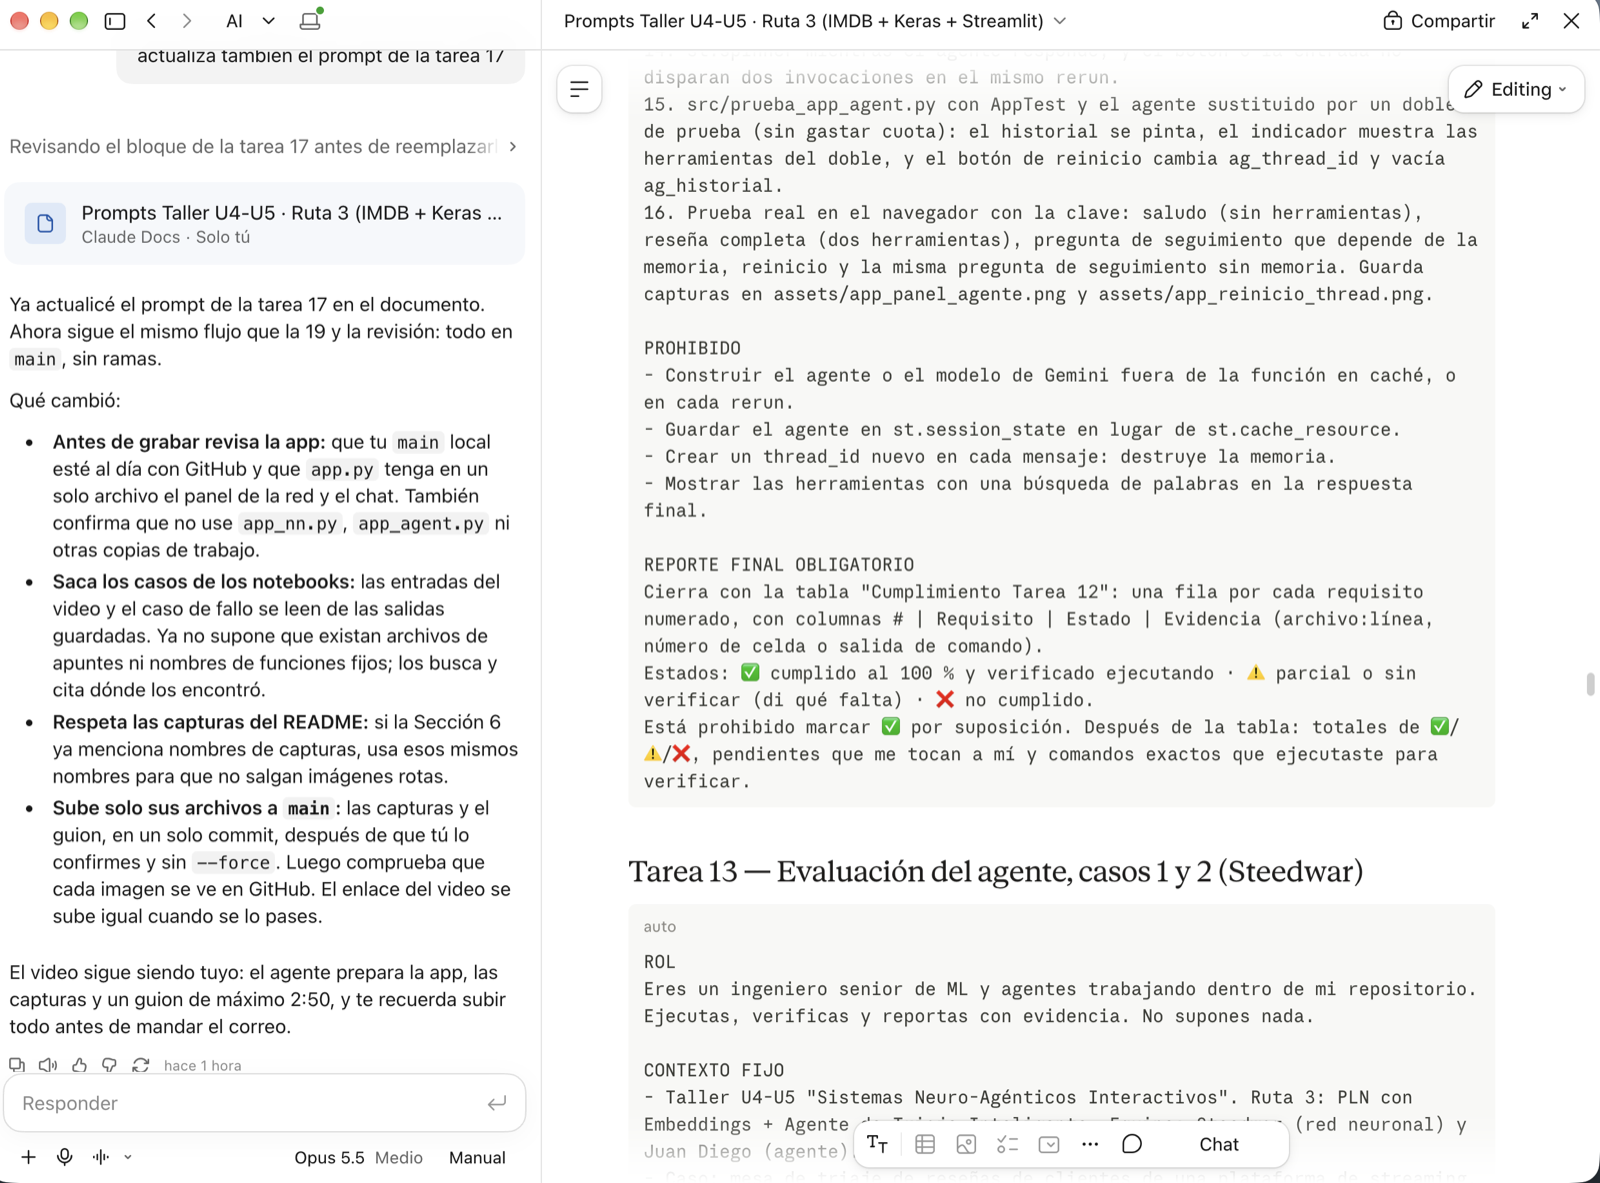 AI
Prompts Taller U4-U5 · Ruta 3 (IMDB + Keras + Streamlit)
Compartir
actualiza también el prompt de la tarea 17
Revisando el bloque de la tarea 17 antes de reemplazarl
Prompts Taller U4-U5 · Ruta 3 (IMDB + Keras ...
Claude Docs · Solo tú
Ya actualicé el prompt de la tarea 17 en el documento.
Ahora sigue el mismo flujo que la 19 y la revisión: todo en
main, sin ramas.
Qué cambió:
• Antes de grabar revisa la app: que tu main local
esté al día con GitHub y que app.py tenga en un
solo archivo el panel de la red y el chat. También
confirma que no use app_nn.py, app_agent.py ni
otras copias de trabajo.
• Saca los casos de los notebooks: las entradas del
video y el caso de fallo se leen de las salidas
guardadas. Ya no supone que existan archivos de
apuntes ni nombres de funciones fijos; los busca y
cita dónde los encontró.
• Respeta las capturas del README: si la Sección 6
ya menciona nombres de capturas, usa esos mismos
nombres para que no salgan imágenes rotas.
• Sube solo sus archivos a main: las capturas y el
guion, en un solo commit, después de que tú lo
confirmes y sin --force. Luego comprueba que
cada imagen se ve en GitHub. El enlace del video se
sube igual cuando se lo pases.
El video sigue siendo tuyo: el agente prepara la app, las
capturas y un guion de máximo 2:50, y te recuerda subir
todo antes de mandar el correo.
hace 1 hora
Responder
Opus 5.5 Medio Manual
Editing
disparan dos invocaciones en el mismo rerun.
15. src/prueba_app_agent.py con AppTest y el agente sustituido por un doble
de prueba (sin gastar cuota): el historial se pinta, el indicador muestra las
herramientas del doble, y el botón de reinicio cambia ag_thread_id y vacía
ag_historial.
16. Prueba real en el navegador con la clave: saludo (sin herramientas),
reseña completa (dos herramientas), pregunta de seguimiento que depende de la
memoria, reinicio y la misma pregunta de seguimiento sin memoria. Guarda
capturas en assets/app_panel_agente.png y assets/app_reinicio_thread.png.
PROHIBIDO
- Construir el agente o el modelo de Gemini fuera de la función en caché, o
en cada rerun.
- Guardar el agente en st.session_state en lugar de st.cache_resource.
- Crear un thread_id nuevo en cada mensaje: destruye la memoria.
- Mostrar las herramientas con una búsqueda de palabras en la respuesta
final.
REPORTE FINAL OBLIGATORIO
Cierra con la tabla "Cumplimiento Tarea 12": una fila por cada requisito
numerado, con columnas # | Requisito | Estado | Evidencia (archivo:línea,
número de celda o salida de comando).
Estados: ✅ cumplido al 100 % y verificado ejecutando · ⚠️ parcial o sin
verificar (di qué falta) · ❌ no cumplido.
Está prohibido marcar ✅ por suposición. Después de la tabla: totales de ✅/
⚠️/❌, pendientes que me tocan a mí y comandos exactos que ejecutaste para
verificar.
Tarea 13 — Evaluación del agente, casos 1 y 2 (Steedwar)
auto
ROL
Eres un ingeniero senior de ML y agentes trabajando dentro de mi repositorio.
Ejecutas, verificas y reportas con evidencia. No supones nada.
CONTEXTO FIJO
- Taller U4-U5 "Sistemas Neuro-Agénticos Interactivos". Ruta 3: PLN con
Embeddings + Agente (red neuronal) y
Juan Diego (agente)
Chat